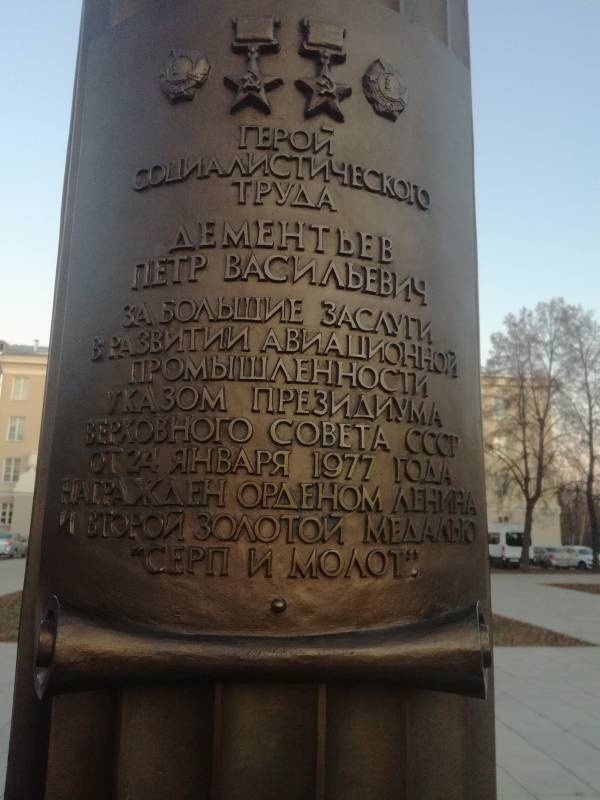 ГЕРОЙ
СОЦИАЛИСТИЧЕСКОГО
ТРУДА
ДЕМЕНТЬЕВ
ПЕТР ВАСИЛЬЕВИЧ
ЗА БОЛЬШИЕ ЗАСЛУГИ
В РАЗВИТИИ АВИАЦИОННОЙ
ПРОМЫШЛЕННОСТИ
УКАЗОМ ПРЕЗИДИУМА
ВЕРХОВНОГО СОВЕТА СССР
ОТ 24 ЯНВАРЯ 1977 ГОДА
НАГРАЖДЕН ОРДЕНОМ ЛЕНИНА
И ВТОРОЙ ЗОЛОТОЙ МЕДАЛЬЮ
"СЕРП И МОЛОТ".